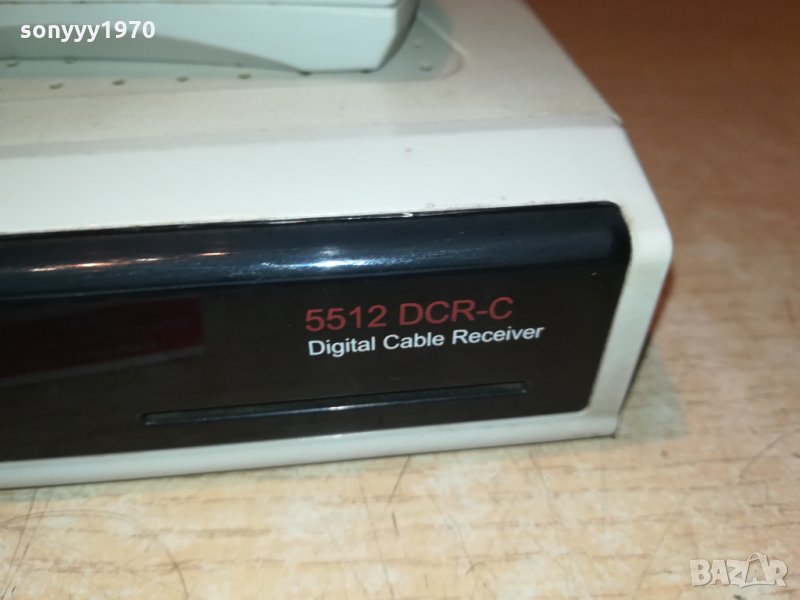 sonyyy1970
5512 DCR-C
Digital Cable Receiver
BAZAR